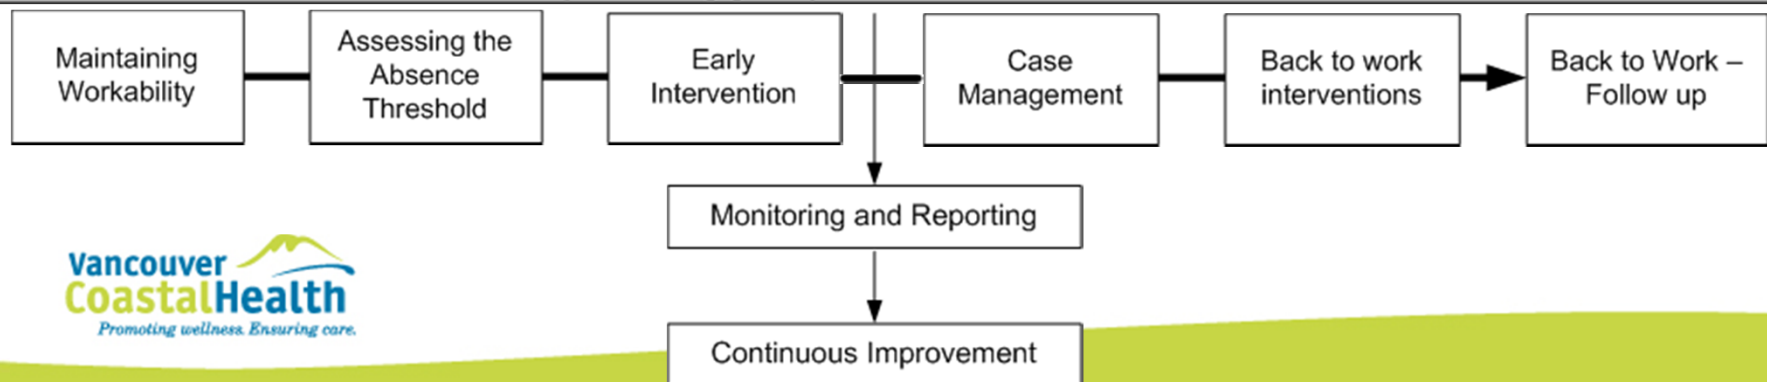 Maintaining
Workability
Assessing the
Absence
Threshold
Early
Intervention
Case
Management
Back to work
interventions
Back to Work –
Follow up
Monitoring and Reporting
Vancouver
CoastalHealth
Promoting wellness. Ensuring care.
Continuous Improvement